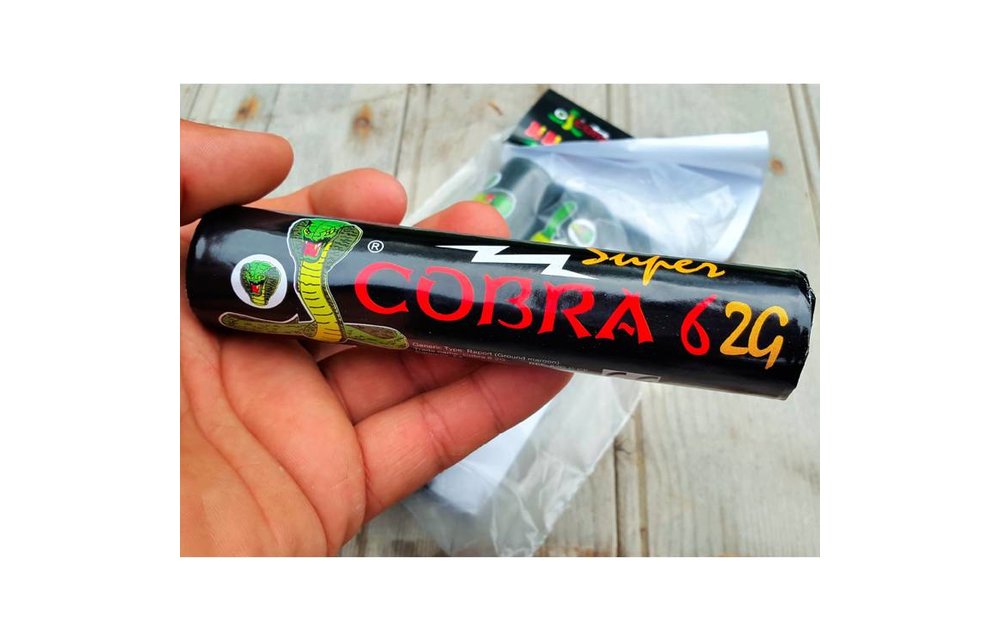 ®
Super
COBRA 6 2G
Generic Type: Report (Ground maroon)